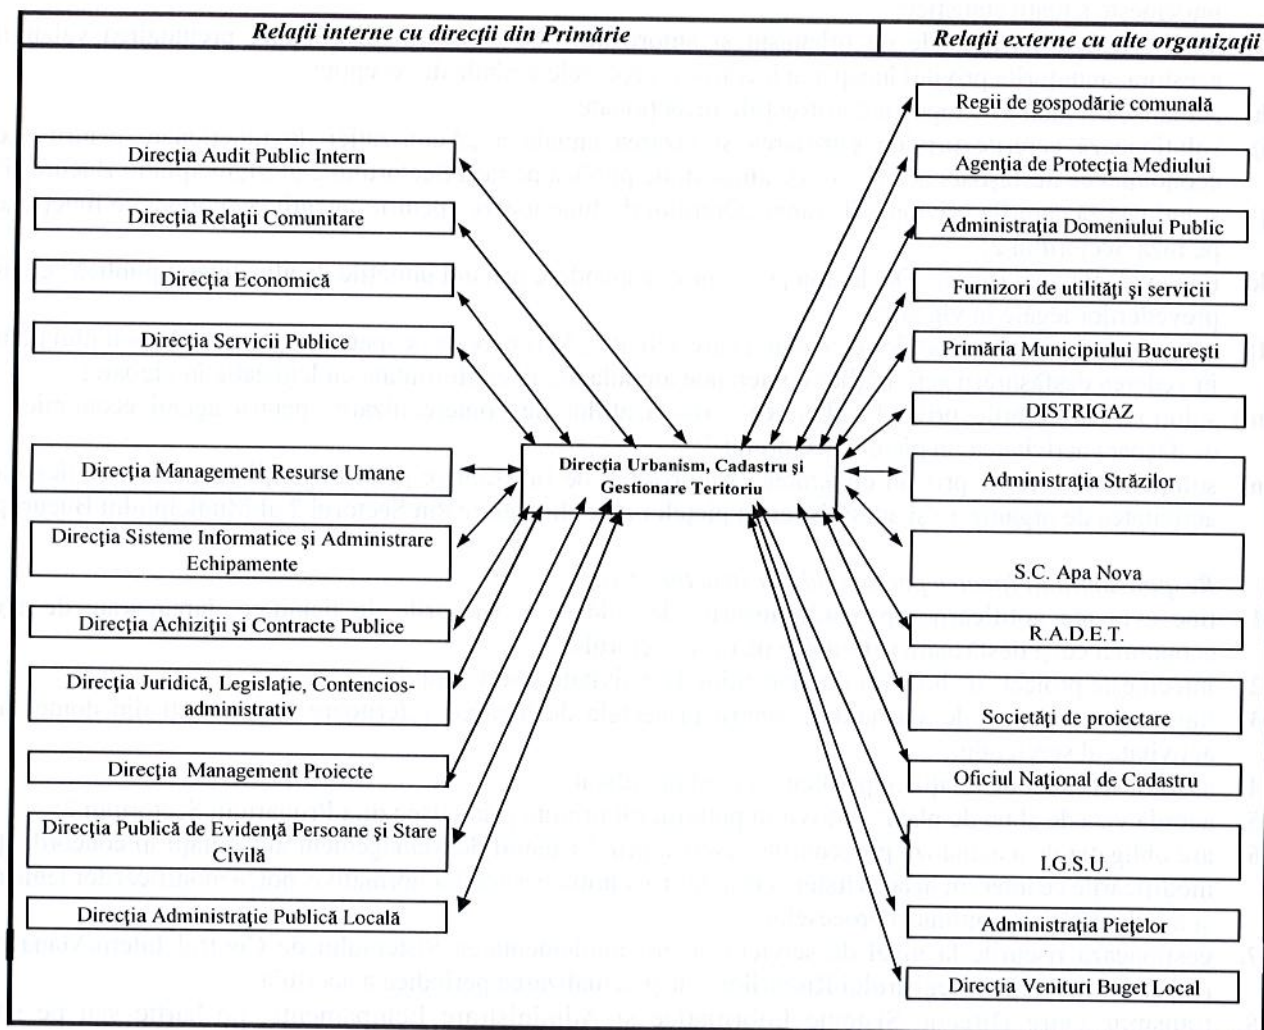 Relaţii interne cu direcţii din Primărie
Relaţii externe cu alte organizaţii
Direcţia Audit Public Intern
Direcţia Relaţii Comunitare
Direcţia Economică
Direcţia Servicii Publice
Direcţia Management Resurse Umane
Direcţia Sisteme Informatice şi Administrare
Echipamente
Direcţia Achiziţii şi Contracte Publice
Direcţia Juridică, Legislaţie, Contencios-
administrativ
Direcţia Management Proiecte
Direcţia Publică de Evidenţă Persoane şi Stare
Civilă
Direcţia Administraţie Publică Locală
Direcţia Urbanism, Cadastru şi
Gestionare Teritoriu
Regii de gospodărie comunală
Agenţia de Protecţia Mediului
Administraţia Domeniului Public
Furnizori de utilităţi şi servicii
Primăria Municipiului Bucureşti
DISTRIGAZ
Administraţia Străzilor
S.C. Apa Nova
R.A.D.E.T.
Societăţi de proiectare
Oficiul Naţional de Cadastru
I.G.S.U.
Administraţia Pieţelor
Direcţia Venituri Buget Local